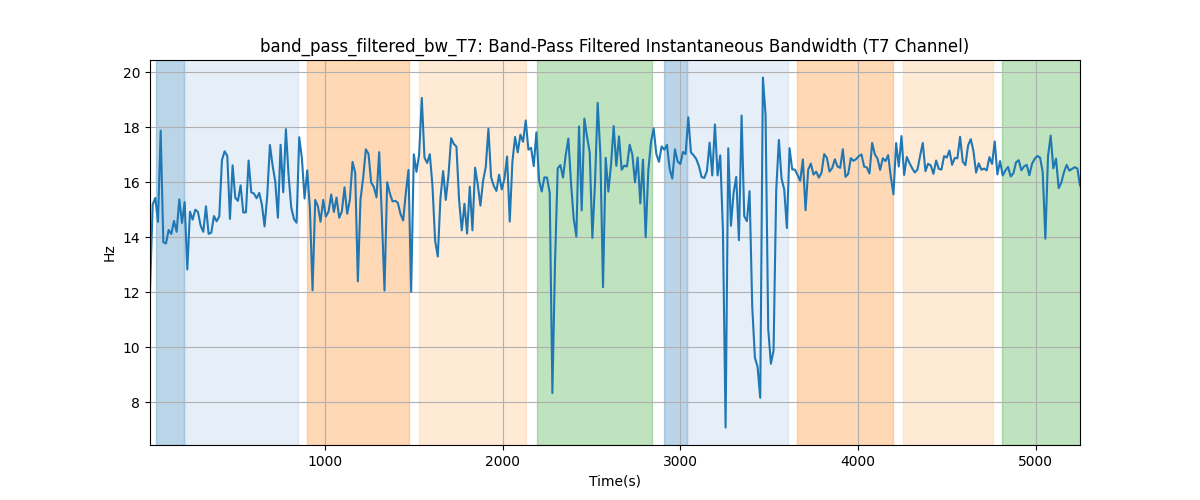 band_pass_filtered_bw_T7: Band-Pass Filtered Instantaneous Bandwidth (T7 Channel)
20
18
16
14
12
10
8
Hz
1000 2000 3000 4000 5000
Time(s)